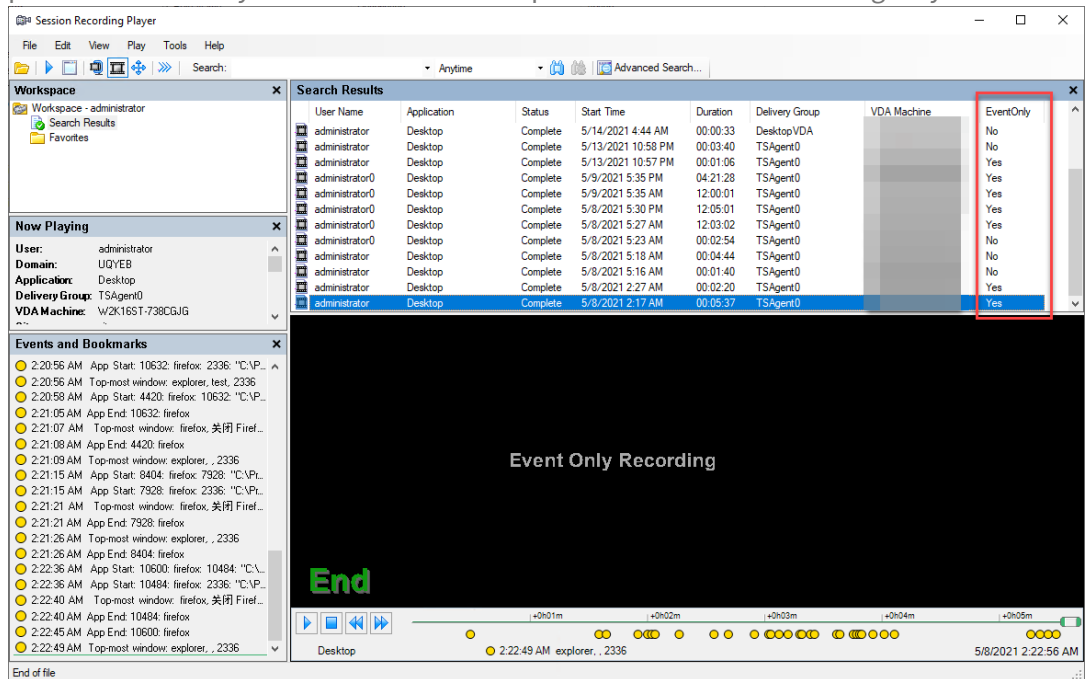 Session Recording Player
File Edit View Play Tools Help
Search: Anytime Advanced Search...
Workspace
Workspace - administrator
Search Results
Favorites
Search Results
User Name Application Status Start Time Duration Delivery Group VDA Machine EventOnly
administrator Desktop Complete 5/14/2021 4:44 AM 00:00:33 DesktopVDA No
administrator Desktop Complete 5/13/2021 10:58 PM 00:03:40 TSAgent0 No
administrator Desktop Complete 5/13/2021 10:57 PM 00:01:06 TSAgent0 Yes
administrator0 Desktop Complete 5/9/2021 5:35 PM 04:21:28 TSAgent0 Yes
administrator0 Desktop Complete 5/9/2021 5:35 AM 12:00:01 TSAgent0 Yes
administrator0 Desktop Complete 5/8/2021 5:30 PM 12:05:01 TSAgent0 Yes
administrator0 Desktop Complete 5/8/2021 5:27 AM 12:03:02 TSAgent0 Yes
administrator0 Desktop Complete 5/8/2021 5:23 AM 00:02:54 TSAgent0 No
administrator Desktop Complete 5/8/2021 5:18 AM 00:04:44 TSAgent0 No
administrator Desktop Complete 5/8/2021 5:16 AM 00:01:40 TSAgent0 No
administrator Desktop Complete 5/8/2021 2:27 AM 00:02:20 TSAgent0 Yes
administrator Desktop Complete 5/8/2021 2:17 AM 00:05:37 TSAgent0 Yes
Now Playing
User: administrator
Domain: UQYEB
Application: Desktop
Delivery Group: TSAgent0
VDA Machine: W2K16ST-738CGJG
Events and Bookmarks
2:20:56 AM App Start: 10632: firefox: 2336: "C:\P...
2:20:56 AM Top-most window: explorer, test, 2336
2:20:58 AM App Start: 4420: firefox: 10632: "C:\P...
2:21:05 AM App End: 10632: firefox
2:21:07 AM Top-most window: firefox, 关闭 Firef...
2:21:08 AM App End: 4420: firefox
2:21:09 AM Top-most window: explorer, , 2336
2:21:15 AM App Start: 8404: firefox: 7928: "C:\Pr...
2:21:15 AM App Start: 7928: firefox: 2336: "C:\Pr...
2:21:21 AM Top-most window: firefox, 关闭 Firef...
2:21:21 AM App End: 7928: firefox
2:21:26 AM Top-most window: explorer, , 2336
2:21:26 AM App End: 8404: firefox
2:22:36 AM App Start: 10600: firefox: 10484: "C:\...
2:22:36 AM App Start: 10484: firefox: 2336: "C:\P...
2:22:40 AM Top-most window: firefox, 关闭 Firef...
2:22:40 AM App End: 10484: firefox
2:22:45 AM App End: 10600: firefox
2:22:49 AM Top-most window: explorer, , 2336
Event Only Recording
End
+0h01m +0h02m +0h03m +0h04m +0h05m
Desktop 2:22:49 AM explorer, , 2336 5/8/2021 2:22:56 AM
End of file